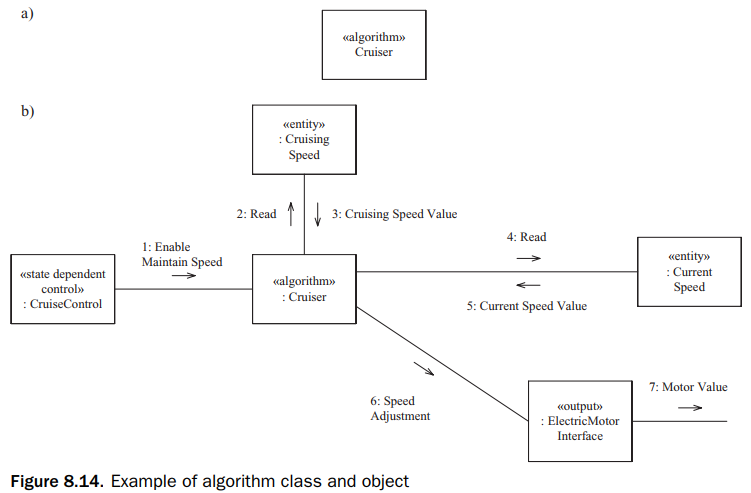 a)
«algorithm»
Cruiser
b)
«entity»
: Cruising
Speed
2: Read
3: Cruising Speed Value
1: Enable
Maintain Speed
4: Read
«state dependent
control»
: CruiseControl
«algorithm»
: Cruiser
«entity»
: Current
Speed
5: Current Speed Value
6: Speed
Adjustment
«output»
: ElectricMotor
Interface
7: Motor Value
Figure 8.14. Example of algorithm class and object